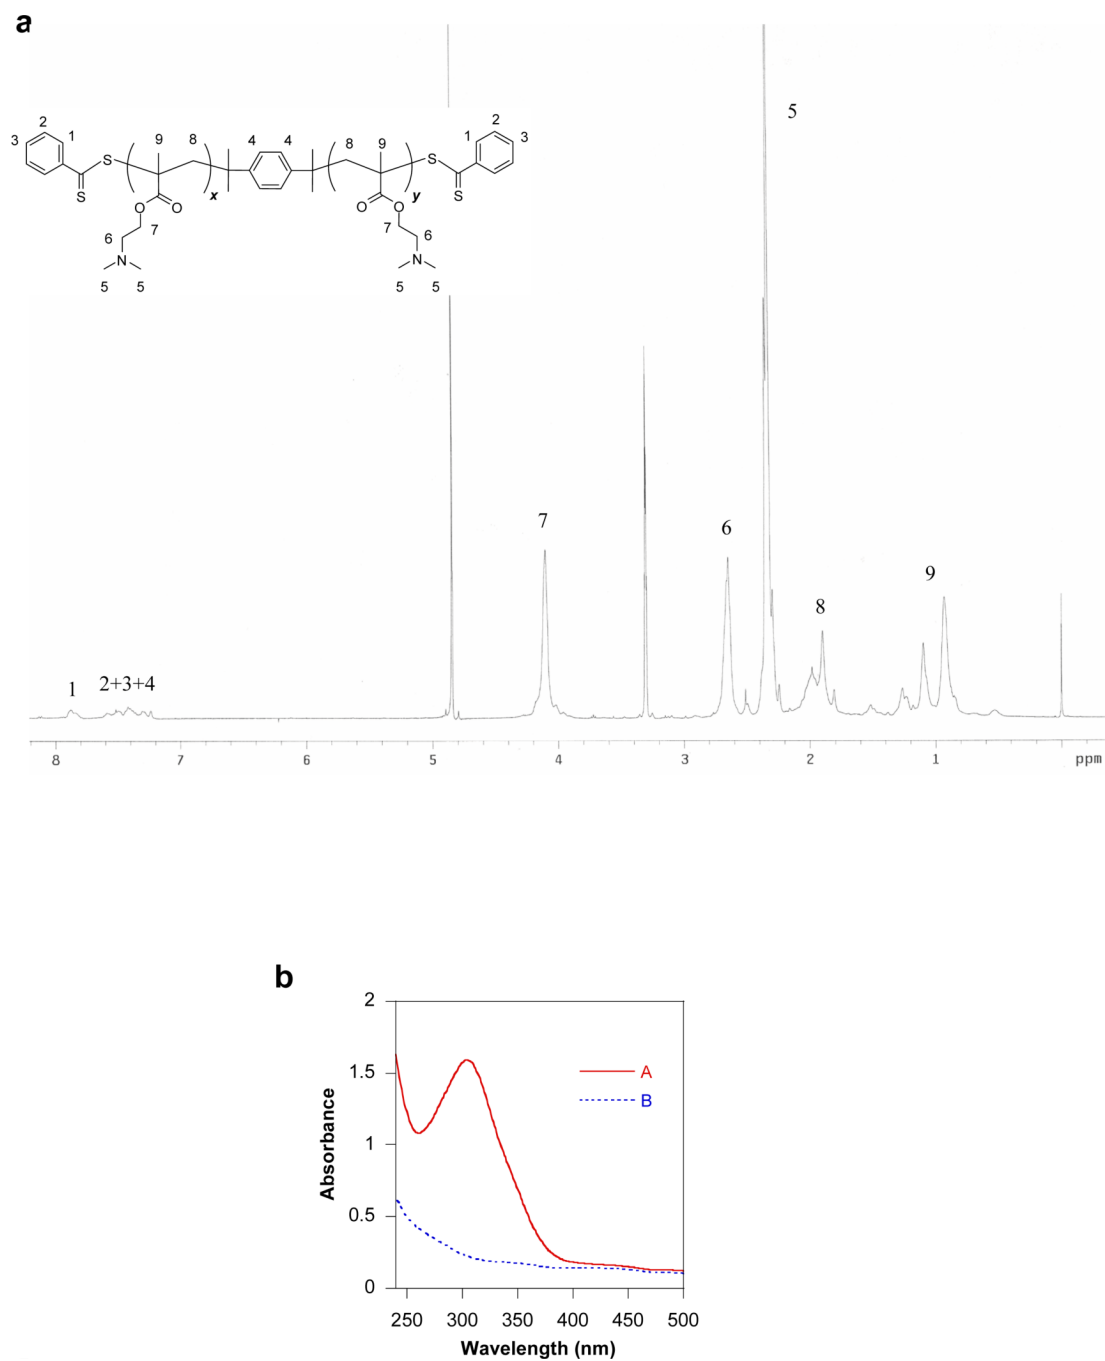 a
5
2 9 8 4 4 8 9 2
3 1 1 3
S S
S x y S
O O O O
6 7 7 6
N N
5 5 5 5
7 6
9
8
1 2+3+4
8 7 6 5 4 3 2 1 ppm
b
2
A
1.5
B
1
0.5
0
Absorbance
250 300 350 400 450 500
Wavelength (nm)